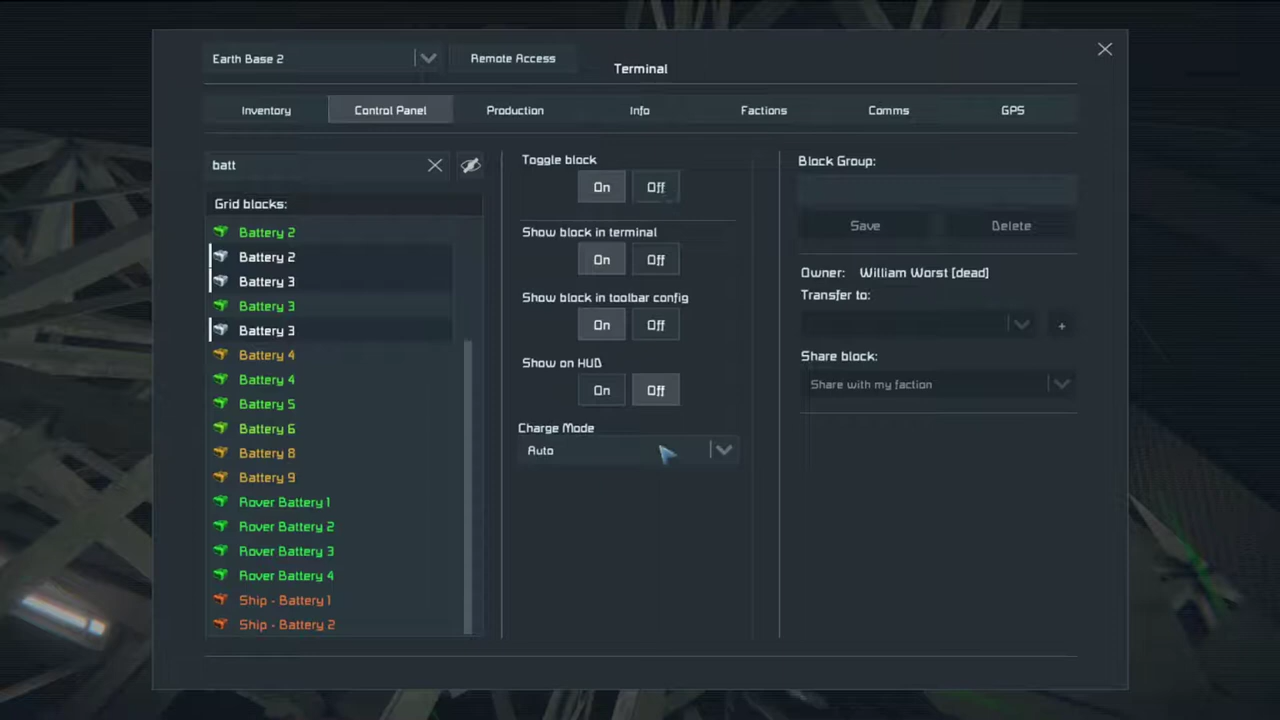 Earth Base 2
Remote Access
Terminal
Inventory
Control Panel
Production
Info
Factions
Comms
GPS
batt
Grid blocks:
Battery 2
Battery 2
Battery 3
Battery 3
Battery 3
Battery 4
Battery 4
Battery 5
Battery 6
Battery 8
Battery 9
Rover Battery 1
Rover Battery 2
Rover Battery 3
Rover Battery 4
Ship - Battery 1
Ship - Battery 2
Toggle block
On Off
Show block in terminal
On Off
Show block in toolbar config
On Off
Show on HUD
On Off
Charge Mode
Auto
Block Group:
Save Delete
Owner: William Worst [dead]
Transfer to:
+
Share block:
Share with my faction